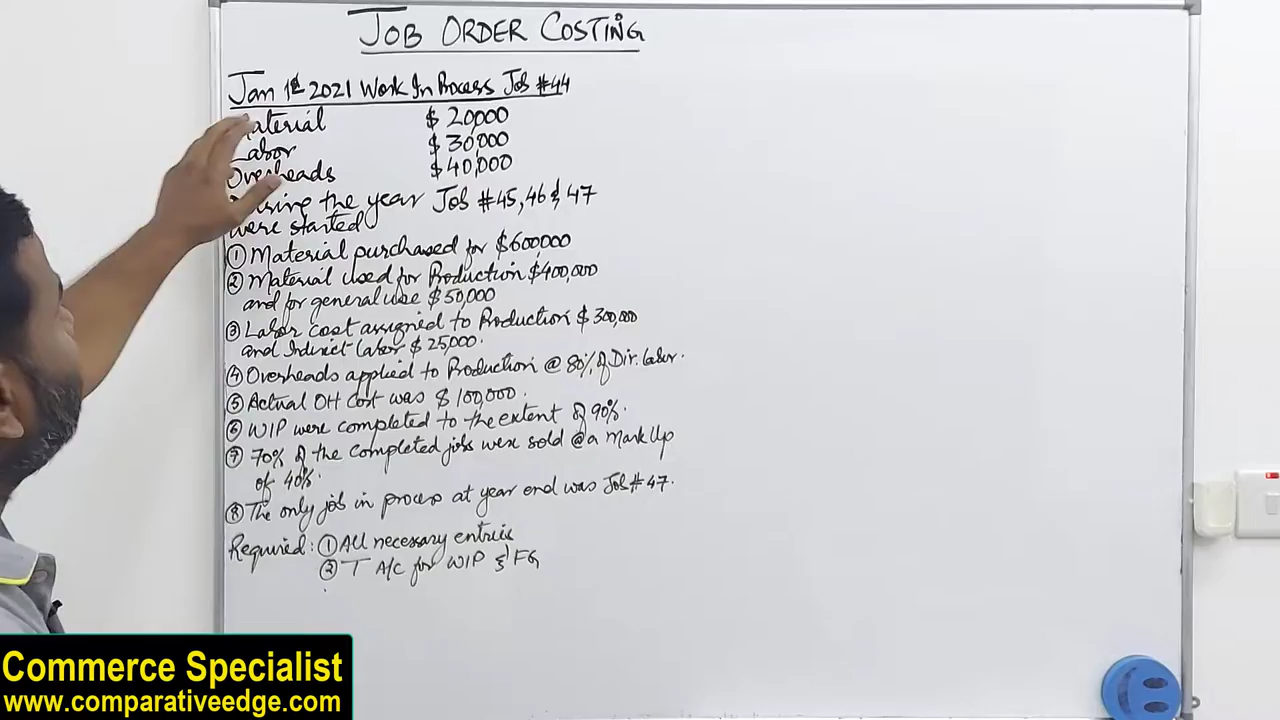 JOB ORDER COSTING
Jan 1st 2021 Work In Process Job #44
Material $ 20,000
Labor $ 30,000
Overheads $ 40,000
During the year Job #45, 46 & 47
were started
① Material purchased for $600,000
② Material used for Production $400,000
and for general use $50,000
③ Labor cost assigned to Production $ 300,000
and Indirect Labor $ 25,000.
④ Overheads applied to Production @ 80% of Dir. labor.
⑤ Actual OH Cost was $ 100,000.
⑥ WIP were completed to the extent of 90%.
⑦ 70% of the completed jobs were sold @ a Mark Up
of 40%.
⑧ The only job in process at year end was Job# 47.
Required: ① All necessary entries
② T A/C for WIP & FG
Commerce Specialist
www.comparativeedge.com